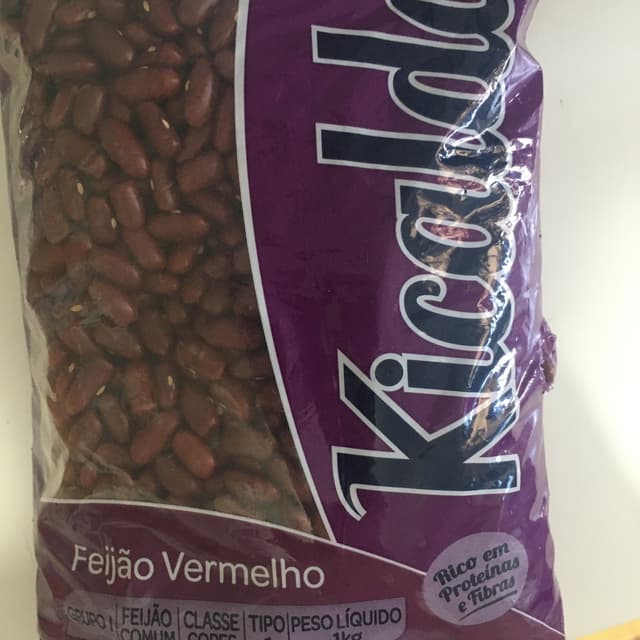 Kicaldo
Feijão Vermelho
Rico em
Proteínas
e Fibras
GRUPO 1 FEIJÃO CLASSE TIPO PESO LÍQUIDO
COMUM CORES 1kg